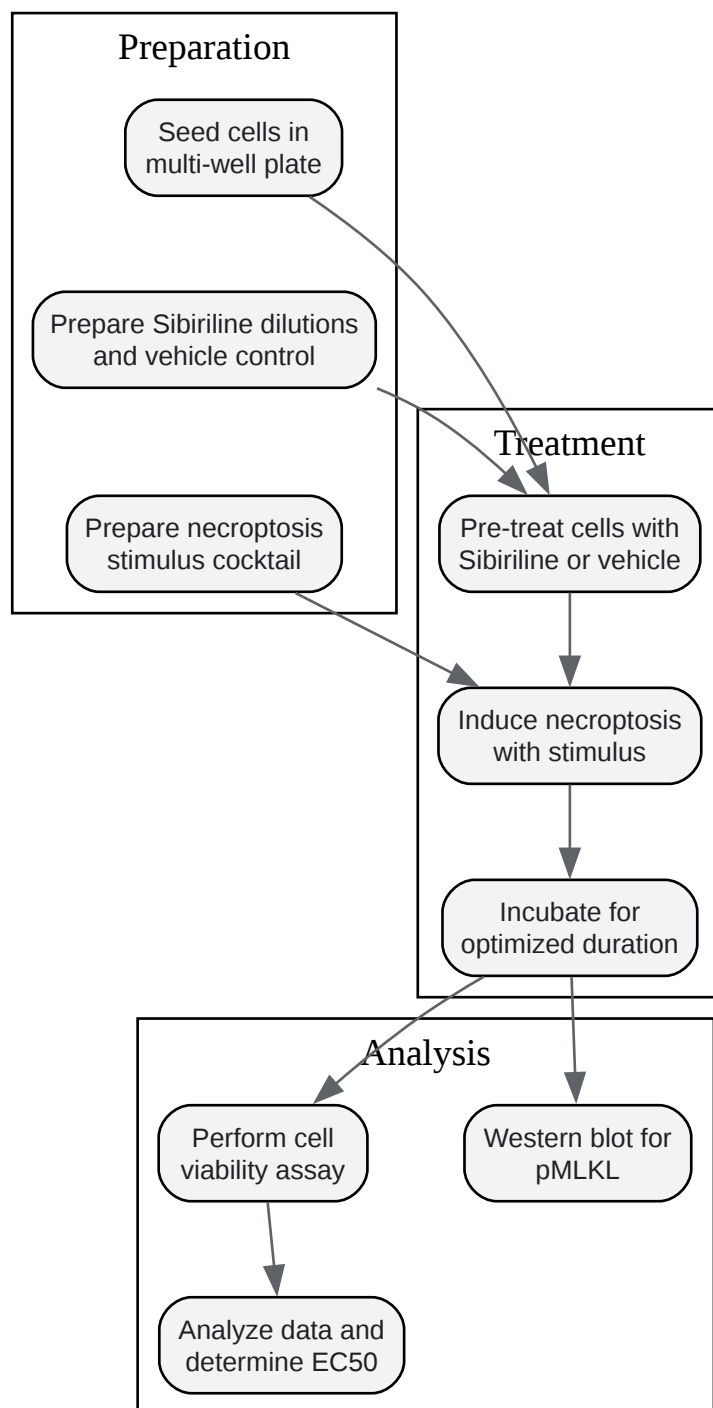 Preparation
Seed cells in
multi-well plate
Prepare Sibiriline dilutions
and vehicle control
Prepare necroptosis
stimulus cocktail
Treatment
Pre-treat cells with
Sibiriline or vehicle
Induce necroptosis
with stimulus
Incubate for
optimized duration
Analysis
Perform cell
viability assay
Western blot for
pMLKL
Analyze data and
determine EC50